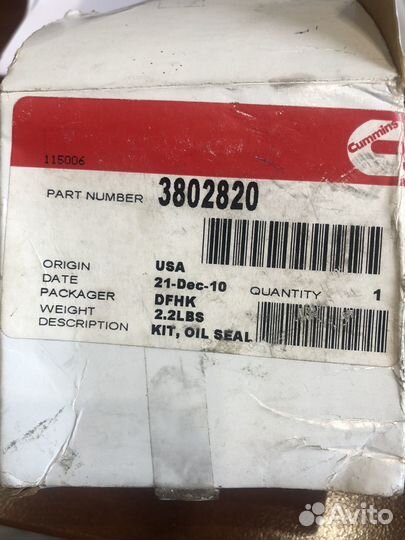 Cummins
115006
PART NUMBER 3802820
ORIGIN USA
DATE 21-Dec-10 QUANTITY 1
PACKAGER DFHK
WEIGHT 2.2LBS
DESCRIPTION KIT, OIL SEAL
Avito